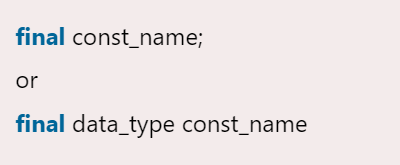 final const_name;
or
final data_type const_name